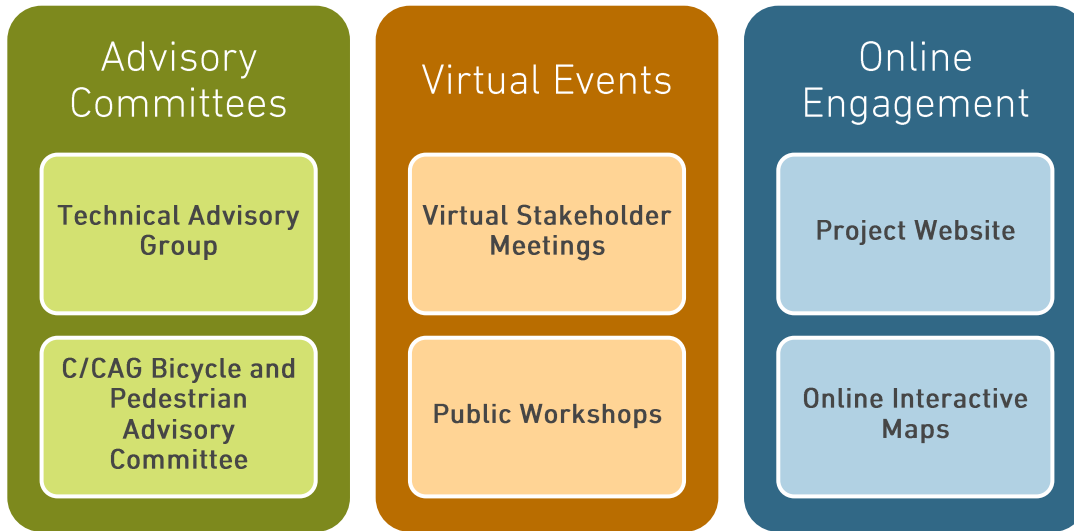 Advisory
Committees
Technical Advisory
Group
C/CAG Bicycle and
Pedestrian
Advisory
Committee
Virtual Events
Virtual Stakeholder
Meetings
Public Workshops
Online
Engagement
Project Website
Online Interactive
Maps